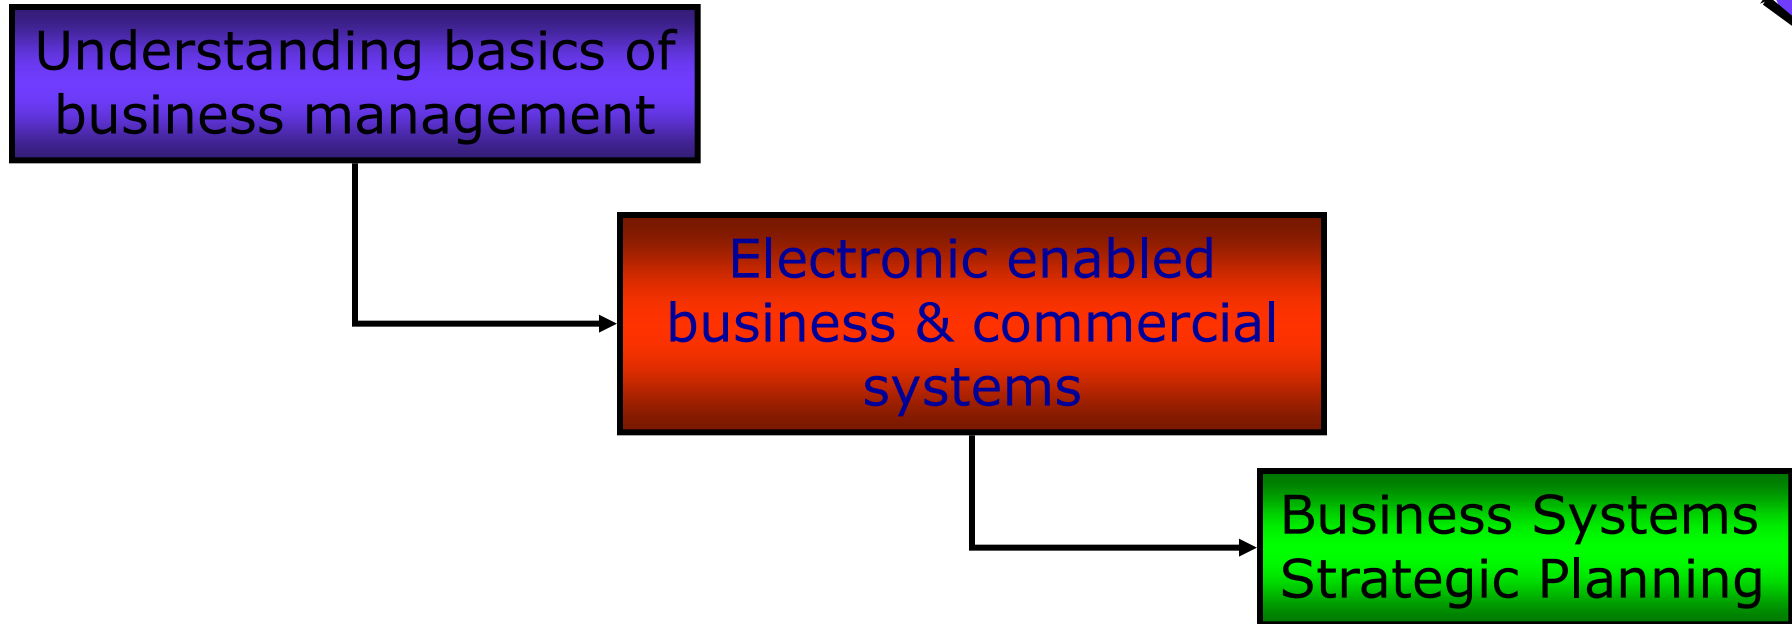 Understanding basics of
business management
Electronic enabled
business & commercial
systems
Business Systems
Strategic Planning